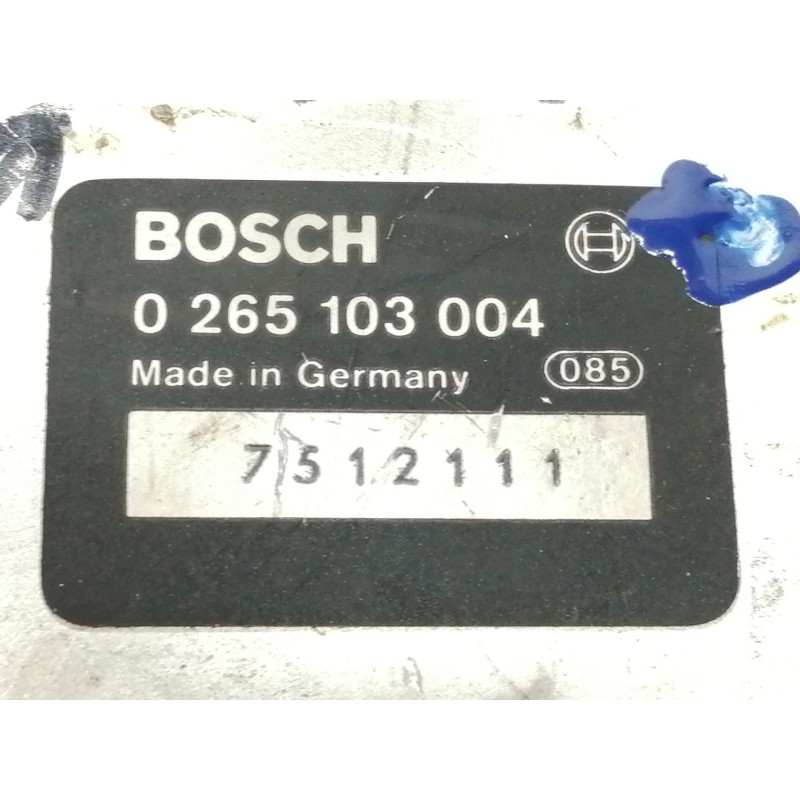 BOSCH
0 265 103 004
Made in Germany 085
7512111